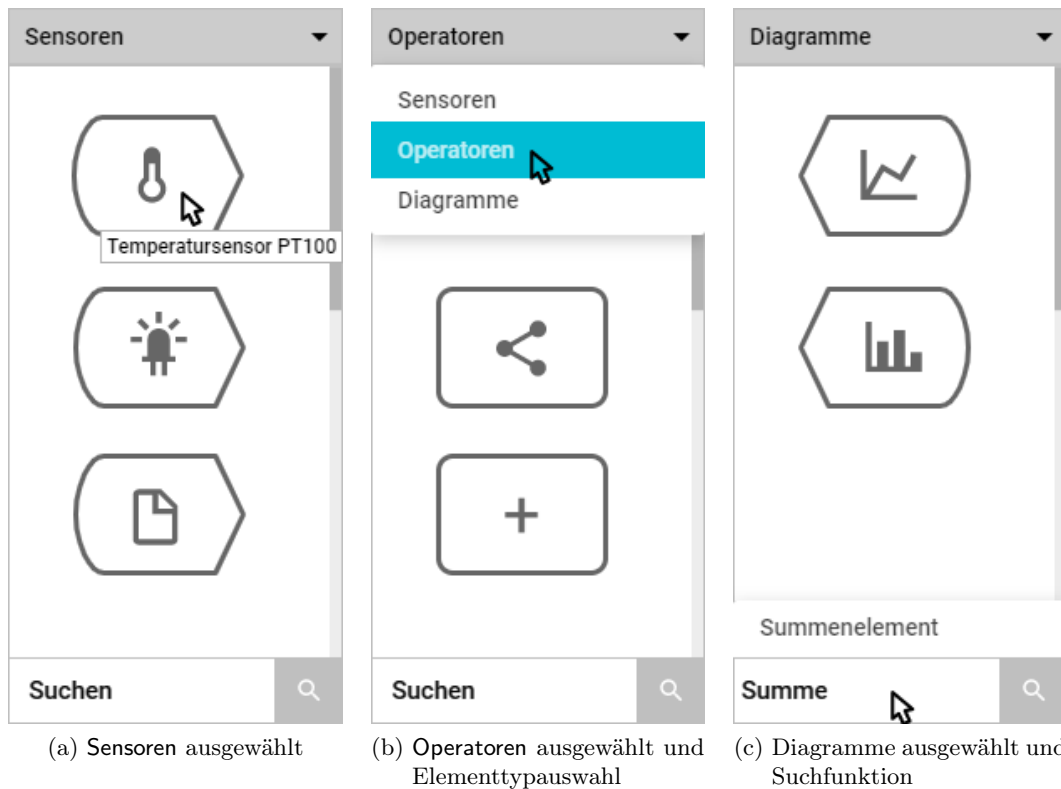 Sensoren
Temperatursensor PT100
Suchen
(a) Sensoren ausgewählt
Operatoren
Sensoren
Operatoren
Diagramme
Suchen
(b) Operatoren ausgewählt und
Elementtypauswahl
Diagramme
Summenelement
Summe
(c) Diagramme ausgewählt und
Suchfunktion